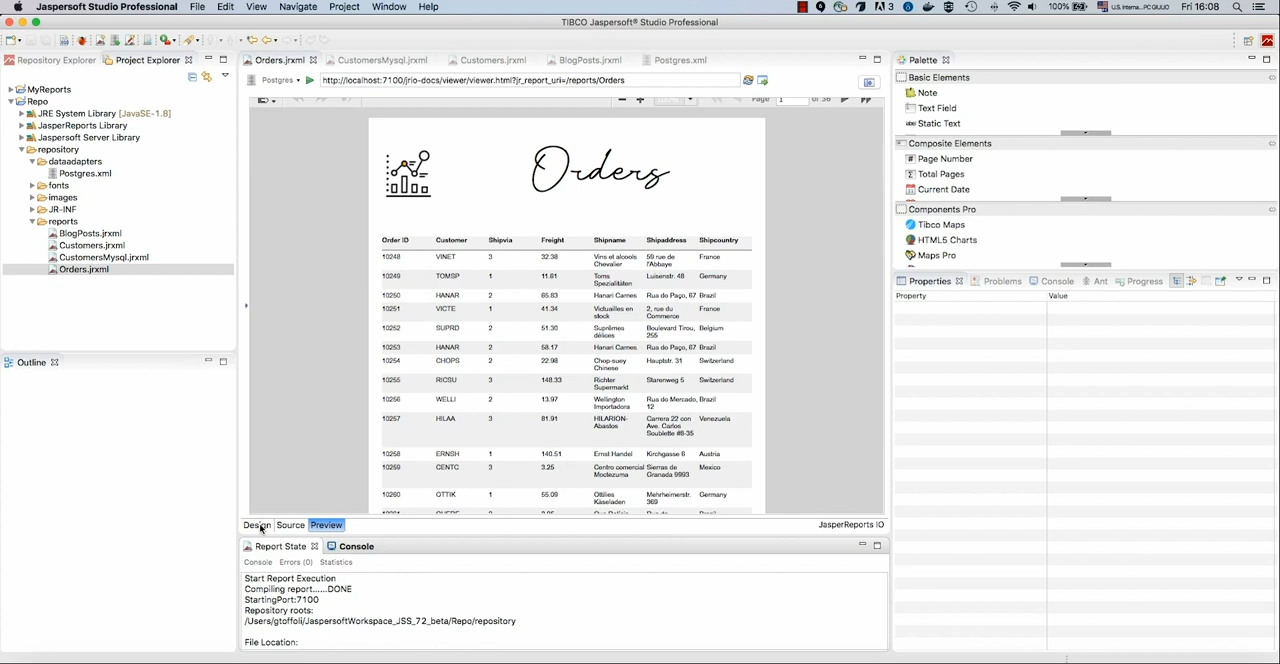 Jaspersoft Studio Professional File Edit View Navigate Project Window Help 3 100% U.S. Interna...PC GIULIO Fri 16:08
TIBCO Jaspersoft® Studio Professional
Repository Explorer Project Explorer
MyReports
Repo
JRE System Library [JavaSE-1.8]
JasperReports Library
Jaspersoft Server Library
repository
dataadapters
Postgres.xml
fonts
images
JR-INF
reports
BlogPosts.jrxml
Customers.jrxml
CustomersMysql.jrxml
Orders.jrxml
Outline
Orders.jrxml CustomersMysql.jrxml Customers.jrxml BlogPosts.jrxml Postgres.xml
Postgres http://localhost:7100/jrio-docs/viewer/viewer.html?jr_report_uri=/reports/Orders
Page 1 of 36
Orders
Order ID Customer Shipvia Freight Shipname Shipaddress Shipcountry
10248 VINET 3 32.38 Vins et alcools Chevalier 59 rue de l'Abbaye France
10249 TOMSP 1 11.61 Toms Spezialitäten Luisenstr. 48 Germany
10250 HANAR 2 65.83 Hanari Carnes Rua do Paço, 67 Brazil
10251 VICTE 1 41.34 Victuailles en stock 2, rue du Commerce France
10252 SUPRD 2 51.30 Suprêmes délices Boulevard Tirou, 255 Belgium
10253 HANAR 2 58.17 Hanari Carnes Rua do Paço, 67 Brazil
10254 CHOPS 2 22.98 Chop-suey Chinese Hauptstr. 31 Switzerland
10255 RICSU 3 148.33 Richter Supermarkt Starenweg 5 Switzerland
10256 WELLI 2 13.97 Wellington Importadora Rua do Mercado, 12 Brazil
10257 HILAA 3 81.91 HILARION-Abastos Carrera 22 con Ave. Carlos Soublette #8-35 Venezuela
10258 ERNSH 1 140.51 Ernst Handel Kirchgasse 6 Austria
10259 CENTC 3 3.25 Centro comercial Moctezuma Sierras de Granada 9993 Mexico
10260 OTTIK 1 55.09 Ottilies Käseladen Mehrheimerstr. 369 Germany
Design Source Preview JasperReports IO
Report State Console
Console Errors (0) Statistics
Start Report Execution
Compiling report......DONE
StartingPort:7100
Repository roots:
/Users/gtoffoli/JaspersoftWorkspace_JSS_72_beta/Repo/repository
File Location:
Palette
Basic Elements
Note
Text Field
Static Text
Composite Elements
Page Number
Total Pages
Current Date
Components Pro
Tibco Maps
HTML5 Charts
Maps Pro
Properties Problems Console Ant Progress
Property Value